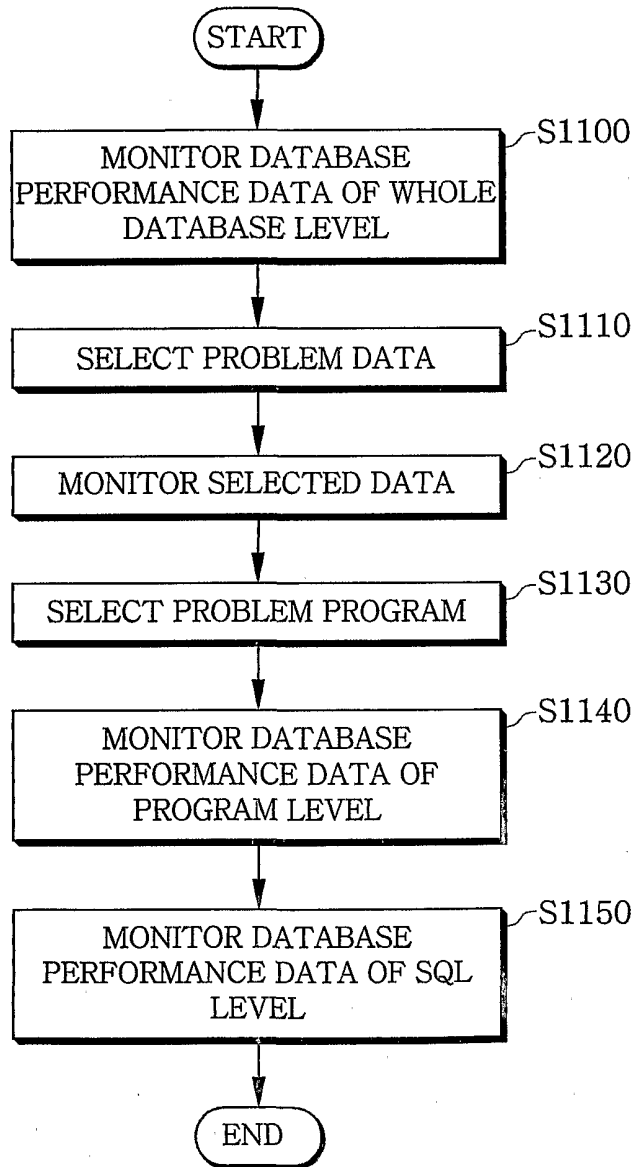 START
S1100
MONITOR DATABASE
PERFORMANCE DATA OF WHOLE
DATABASE LEVEL
S1110
SELECT PROBLEM DATA
S1120
MONITOR SELECTED DATA
S1130
SELECT PROBLEM PROGRAM
S1140
MONITOR DATABASE
PERFORMANCE DATA OF
PROGRAM LEVEL
S1150
MONITOR DATABASE
PERFORMANCE DATA OF SQL
LEVEL
END